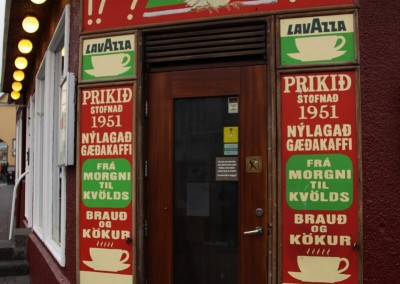 !? ? ? !!
LAVAZZA
PRIKIÐ
STOFNAÐ
1951
NÝLAGAÐ
GÆÐAKAFFI
FRÁ
MORGNI
TIL
KVÖLDS
BRAUÐ
OG
KÖKUR
LAVAZZA
PRIKIÐ
STOFNAÐ
1951
NÝLAGAÐ
GÆÐAKAFFI
FRÁ
MORGNI
TIL
KVÖLDS
BRAUÐ
OG
KÖKUR